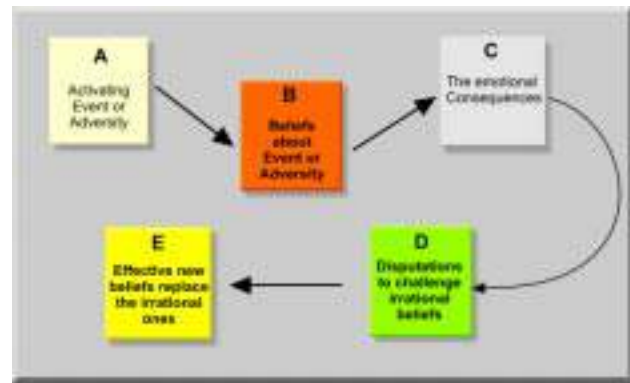 A
Activating
Event or
Adversity
B
Beliefs
about
Event or
Adversity
C
The emotional
Consequences
D
Disputations
to challenge
irrational
beliefs
E
Effective new
beliefs replace
the irrational
ones